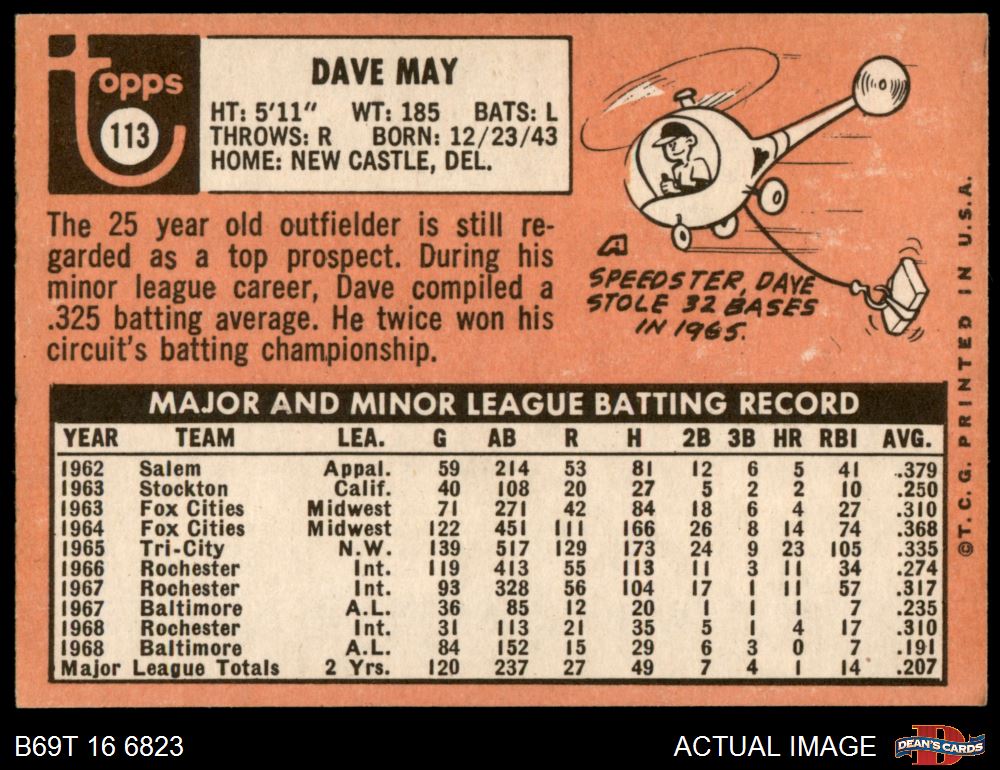 Topps
113
DAVE MAY
HT: 5'11" WT: 185 BATS: L
THROWS: R BORN: 12/23/43
HOME: NEW CASTLE, DEL.
The 25 year old outfielder is still re-
garded as a top prospect. During his
minor league career, Dave compiled a
.325 batting average. He twice won his
circuit's batting championship.
A
SPEEDSTER, DAVE
STOLE 32 BASES
IN 1965.
MAJOR AND MINOR LEAGUE BATTING RECORD
YEAR TEAM LEA. G AB R H 2B 3B HR RBI AVG.
1962 Salem Appal. 59 214 53 81 12 6 5 41 .379
1963 Stockton Calif. 40 108 20 27 5 2 2 10 .250
1963 Fox Cities Midwest 71 271 42 84 18 6 4 27 .310
1964 Fox Cities Midwest 122 451 111 166 26 8 14 74 .368
1965 Tri-City N.W. 139 517 129 173 24 9 23 105 .335
1966 Rochester Int. 119 413 55 113 11 3 11 34 .274
1967 Rochester Int. 93 328 56 104 17 1 11 57 .317
1967 Baltimore A.L. 36 85 12 20 1 1 1 7 .235
1968 Rochester Int. 31 113 21 35 5 1 4 17 .310
1968 Baltimore A.L. 84 152 15 29 6 3 0 7 .191
Major League Totals 2 Yrs. 120 237 27 49 7 4 1 14 .207
©T.C.G. PRINTED IN U.S.A.
B69T 16 6823
ACTUAL IMAGE
DEAN'S CARDS